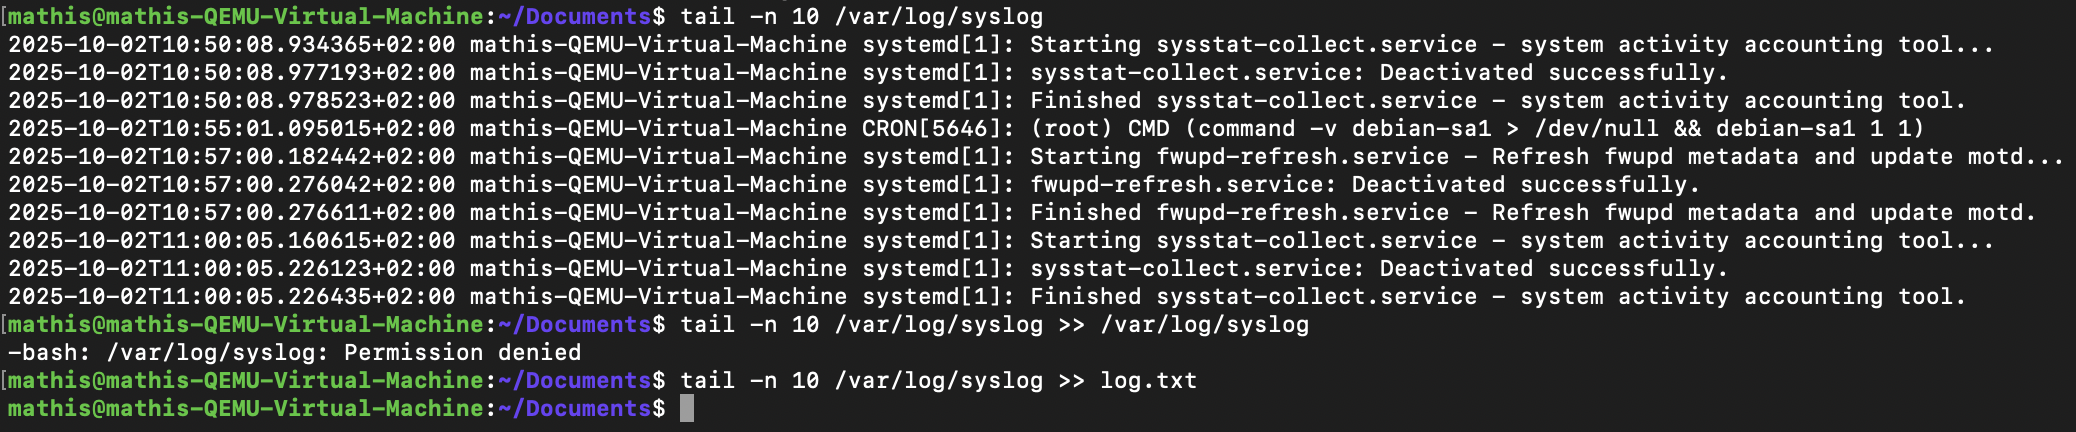 [mathis@mathis-QEMU-Virtual-Machine:~/Documents$ tail -n 10 /var/log/syslog
2025-10-02T10:50:08.934365+02:00 mathis-QEMU-Virtual-Machine systemd[1]: Starting sysstat-collect.service - system activity accounting tool...
2025-10-02T10:50:08.977193+02:00 mathis-QEMU-Virtual-Machine systemd[1]: sysstat-collect.service: Deactivated successfully.
2025-10-02T10:50:08.978523+02:00 mathis-QEMU-Virtual-Machine systemd[1]: Finished sysstat-collect.service - system activity accounting tool.
2025-10-02T10:55:01.095015+02:00 mathis-QEMU-Virtual-Machine CRON[5646]: (root) CMD (command -v debian-sa1 > /dev/null && debian-sa1 1 1)
2025-10-02T10:57:00.182442+02:00 mathis-QEMU-Virtual-Machine systemd[1]: Starting fwupd-refresh.service - Refresh fwupd metadata and update motd...
2025-10-02T10:57:00.276042+02:00 mathis-QEMU-Virtual-Machine systemd[1]: fwupd-refresh.service: Deactivated successfully.
2025-10-02T10:57:00.276611+02:00 mathis-QEMU-Virtual-Machine systemd[1]: Finished fwupd-refresh.service - Refresh fwupd metadata and update motd.
2025-10-02T11:00:05.160615+02:00 mathis-QEMU-Virtual-Machine systemd[1]: Starting sysstat-collect.service - system activity accounting tool...
2025-10-02T11:00:05.226123+02:00 mathis-QEMU-Virtual-Machine systemd[1]: sysstat-collect.service: Deactivated successfully.
2025-10-02T11:00:05.226435+02:00 mathis-QEMU-Virtual-Machine systemd[1]: Finished sysstat-collect.service - system activity accounting tool.
[mathis@mathis-QEMU-Virtual-Machine:~/Documents$ tail -n 10 /var/log/syslog >> /var/log/syslog
-bash: /var/log/syslog: Permission denied
[mathis@mathis-QEMU-Virtual-Machine:~/Documents$ tail -n 10 /var/log/syslog >> log.txt
mathis@mathis-QEMU-Virtual-Machine:~/Documents$